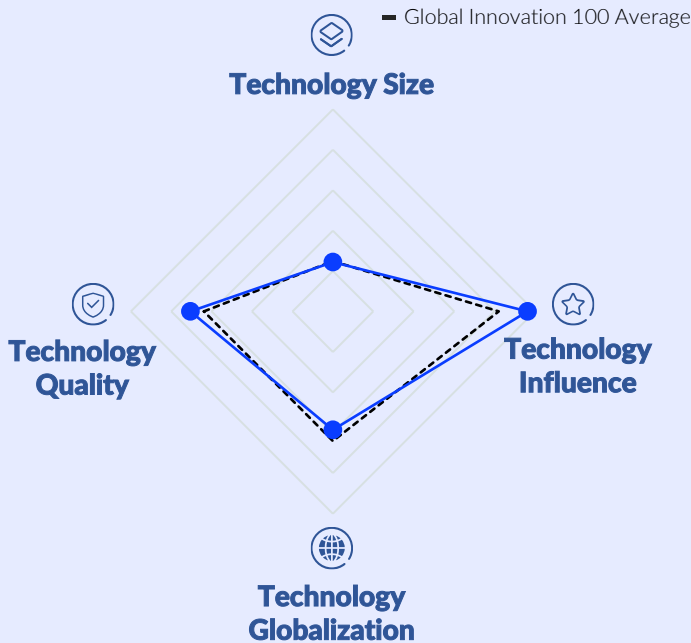 Global Innovation 100 Average
Technology Size
Technology
Quality
Technology
Influence
Technology
Globalization